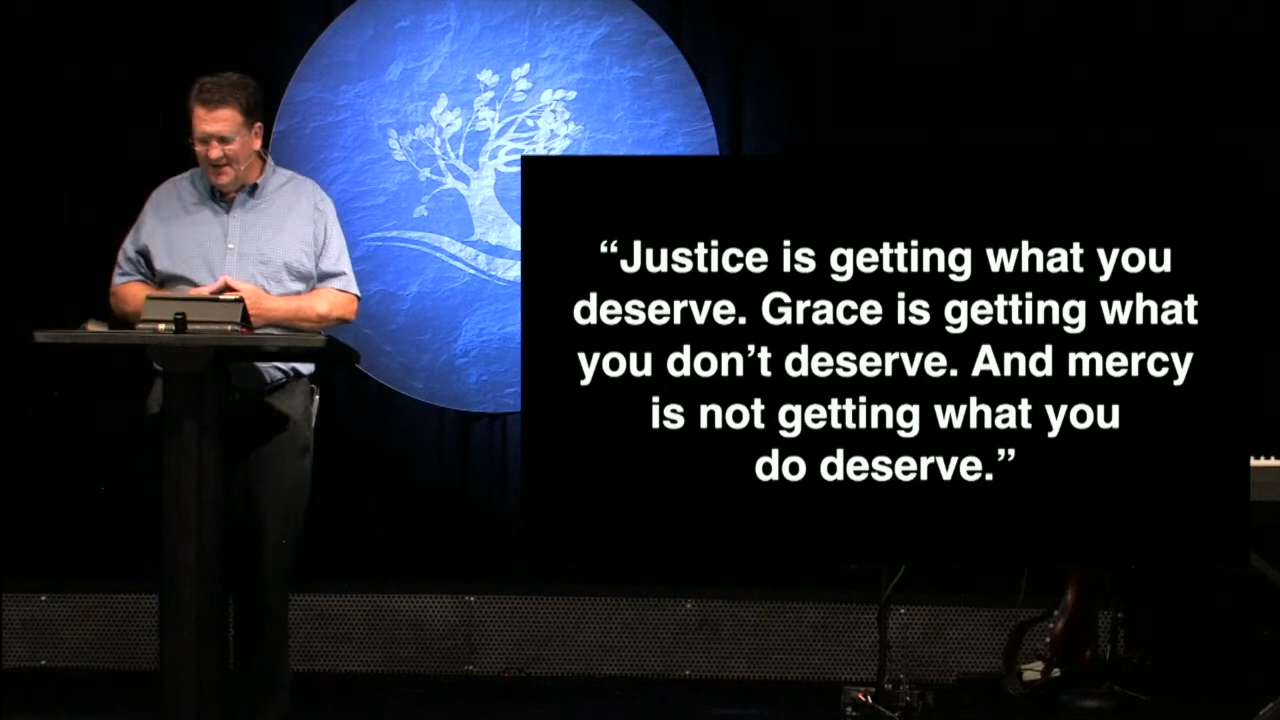 “Justice is getting what you
deserve. Grace is getting what
you don’t deserve. And mercy
is not getting what you
do deserve.”